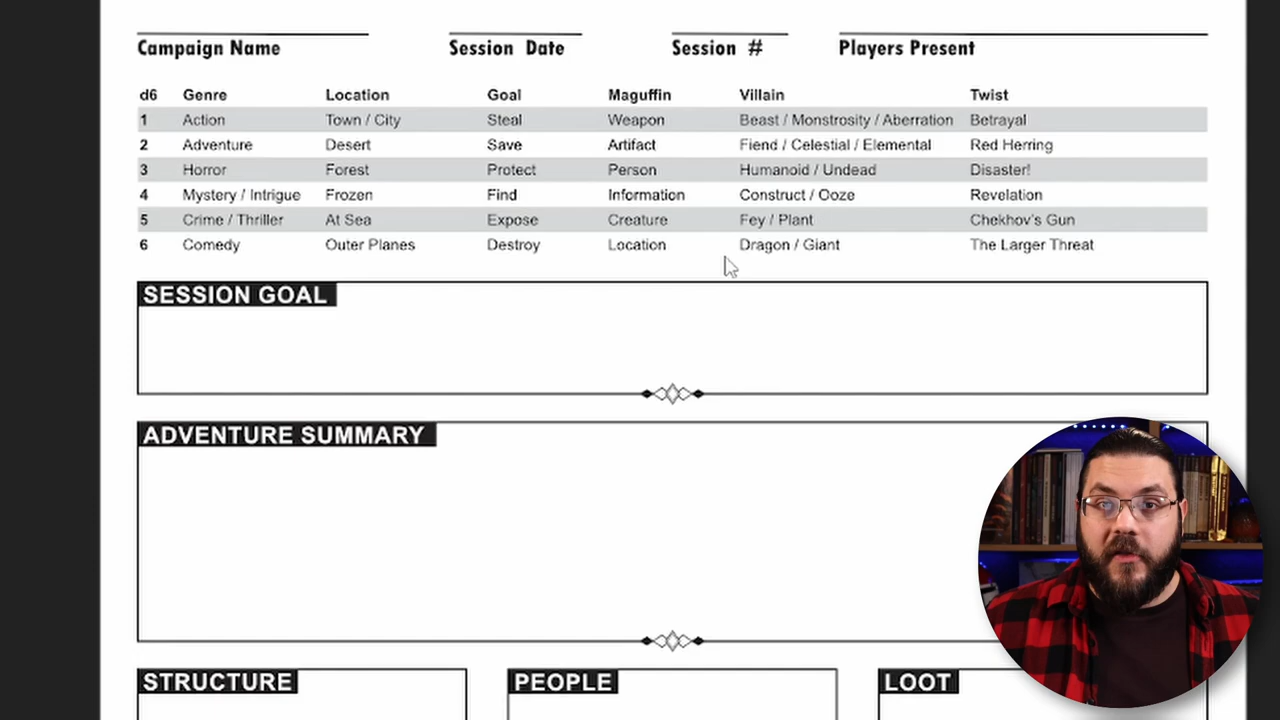 Campaign Name Session Date Session # Players Present
d6 Genre Location Goal Maguffin Villain Twist
1 Action Town / City Steal Weapon Beast / Monstrosity / Aberration Betrayal
2 Adventure Desert Save Artifact Fiend / Celestial / Elemental Red Herring
3 Horror Forest Protect Person Humanoid / Undead Disaster!
4 Mystery / Intrigue Frozen Find Information Construct / Ooze Revelation
5 Crime / Thriller At Sea Expose Creature Fey / Plant Chekhov's Gun
6 Comedy Outer Planes Destroy Location Dragon / Giant The Larger Threat
SESSION GOAL
ADVENTURE SUMMARY
STRUCTURE PEOPLE LOOT